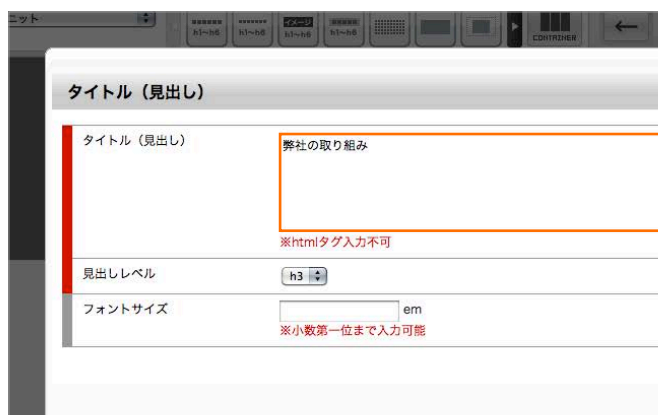 ニット
h1~h6
h1~h6
イメージ
h1~h6
h1~h6
CONTAINER
タイトル（見出し）
タイトル（見出し）
弊社の取り組み
※htmlタグ入力不可
見出しレベル
h3
フォントサイズ
em
※小数第一位まで入力可能